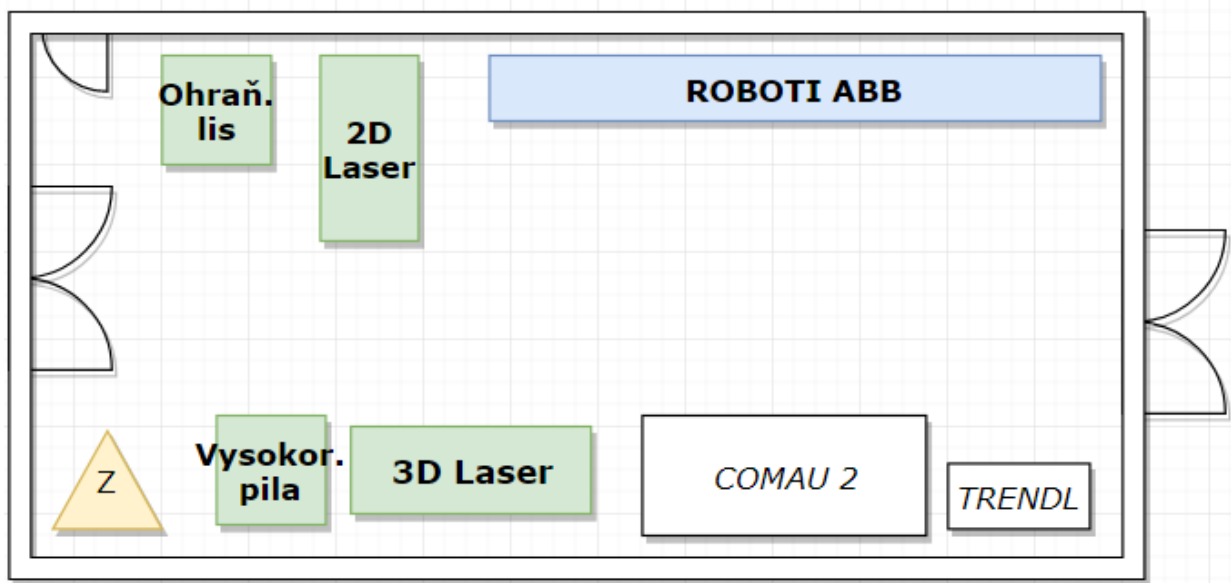 Ohraň.
lis
2D
Laser
ROBOTI ABB
Z
Vysokor.
pila
3D Laser
COMAU 2
TRENDL